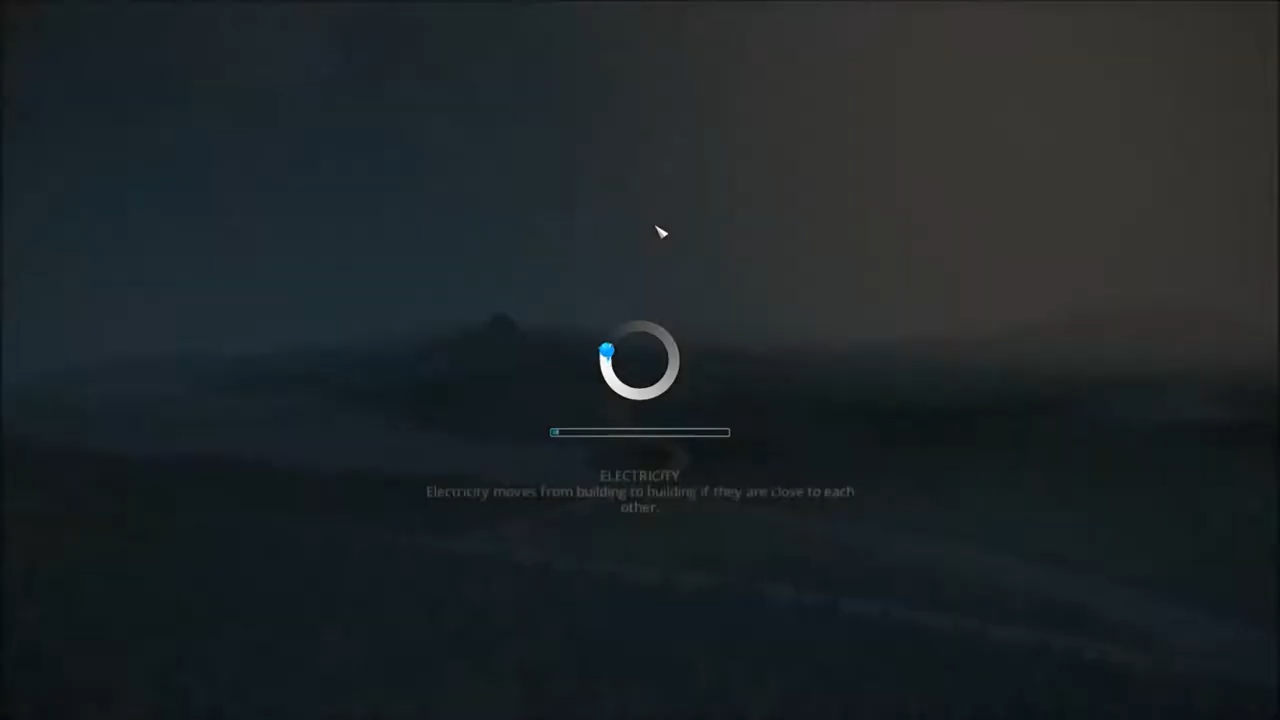 ELECTRICITY
Electricity moves from building to building if they are close to each
other.